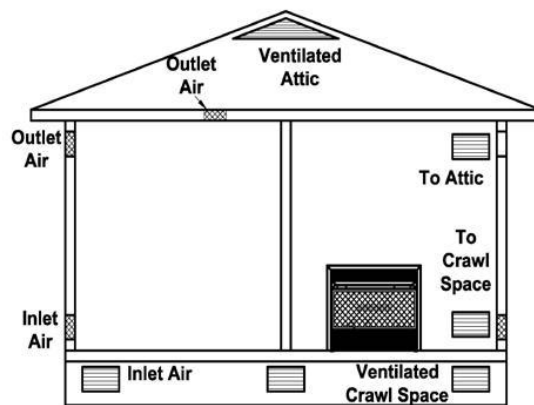 Ventilated
Attic
Outlet
Air
Outlet
Air
To Attic
To
Crawl
Space
Inlet
Air
Inlet Air
Ventilated
Crawl Space